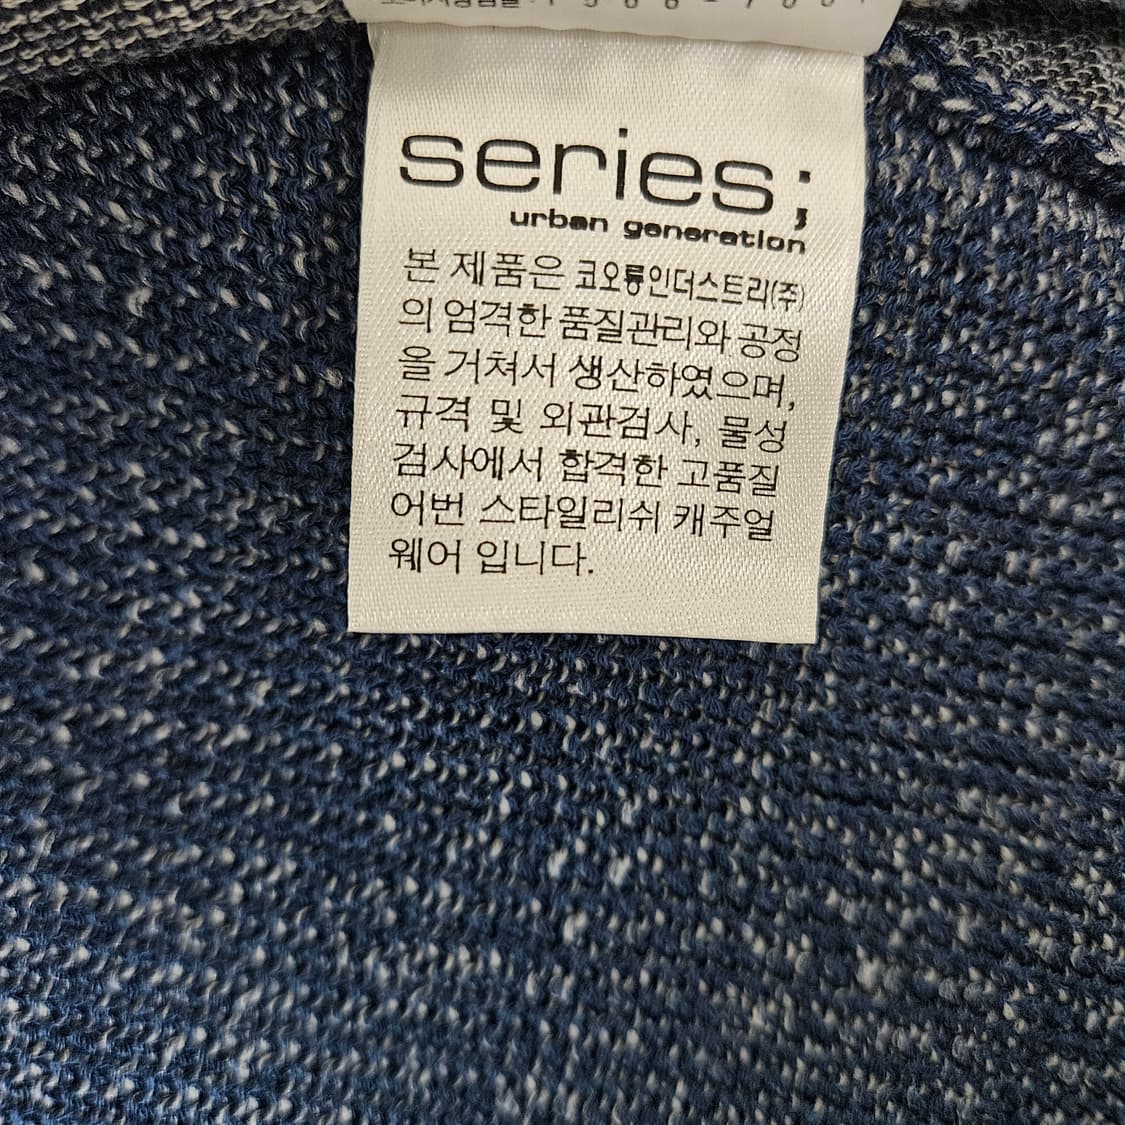 series;
urban generation
본 제품은 코오롱인더스트리(주)
의 엄격한 품질관리와 공정
을 거쳐서 생산하였으며,
규격 및 외관검사, 물성
검사에서 합격한 고품질
어번 스타일리쉬 캐주얼
웨어 입니다.